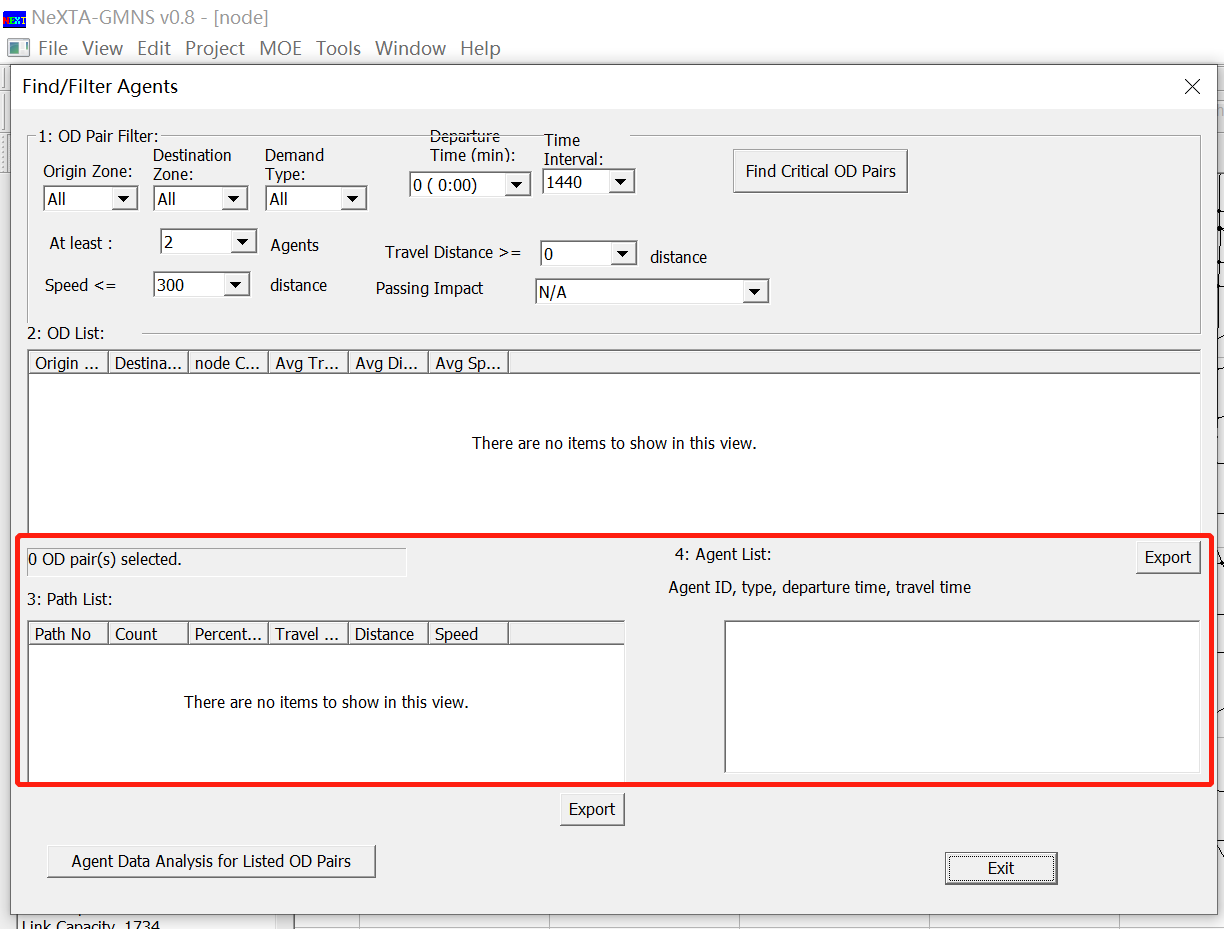 NEXT NeXTA-GMNS v0.8 - [node]
File View Edit Project MOE Tools Window Help
Find/Filter Agents
1: OD Pair Filter:
Origin Zone:
All
Destination
Zone:
All
Demand
Type:
All
Departure
Time (min):
0 ( 0:00)
Time
Interval:
1440
Find Critical OD Pairs
At least : 2 Agents
Travel Distance >= 0 distance
Speed <= 300 distance
Passing Impact N/A
2: OD List:
Origin ... Destina... node C... Avg Tr... Avg Di... Avg Sp...
There are no items to show in this view.
0 OD pair(s) selected.
3: Path List:
Path No Count Percent... Travel ... Distance Speed
There are no items to show in this view.
Export
4: Agent List:
Export
Agent ID, type, departure time, travel time
Agent Data Analysis for Listed OD Pairs
Exit
Link Capacity 1734